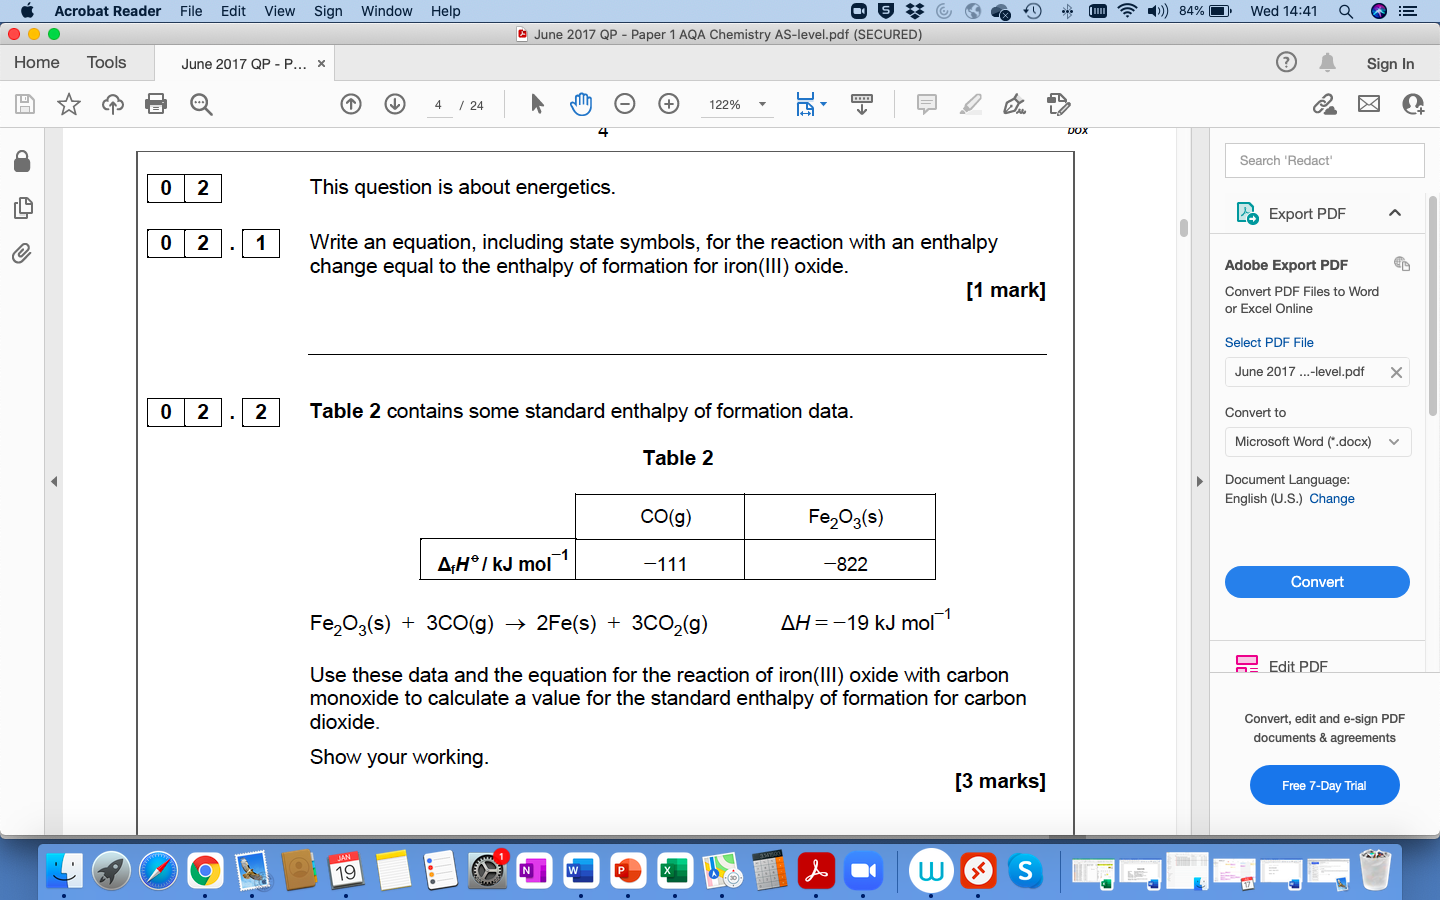 Acrobat Reader File Edit View Sign Window Help 84% Wed 14:41
June 2017 QP - Paper 1 AQA Chemistry AS-level.pdf (SECURED)
Home Tools June 2017 QP - P... × Sign In
4 / 24 122%
4 box
0 2 This question is about energetics.
0 2 . 1 Write an equation, including state symbols, for the reaction with an enthalpy
change equal to the enthalpy of formation for iron(III) oxide.
[1 mark]
0 2 . 2 Table 2 contains some standard enthalpy of formation data.
Table 2
CO(g) Fe₂O₃(s)
ΔfH⦵ / kJ mol⁻¹ −111 −822
Fe₂O₃(s) + 3CO(g) → 2Fe(s) + 3CO₂(g) ΔH = −19 kJ mol⁻¹
Use these data and the equation for the reaction of iron(III) oxide with carbon
monoxide to calculate a value for the standard enthalpy of formation for carbon
dioxide.
Show your working.
[3 marks]
Search 'Redact'
Export PDF
Adobe Export PDF
Convert PDF Files to Word
or Excel Online
Select PDF File
June 2017 ...-level.pdf
Convert to
Microsoft Word (*.docx)
Document Language:
English (U.S.) Change
Convert
Edit PDF
Convert, edit and e-sign PDF
documents & agreements
Free 7-Day Trial
JAN
19
1